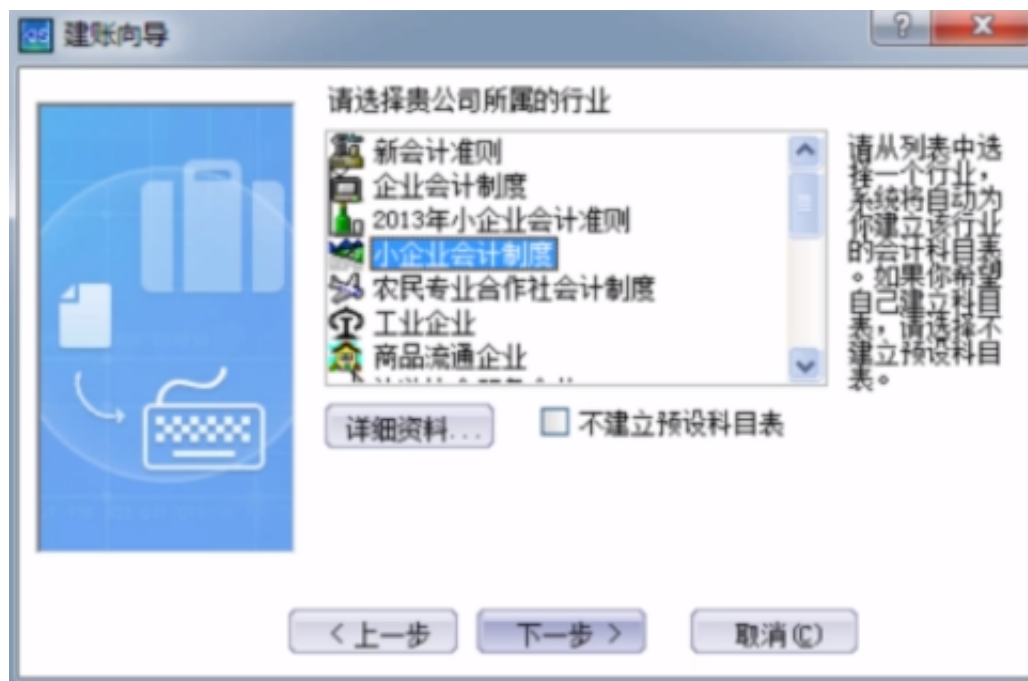 建账向导
请选择贵公司所属的行业
新会计准则
企业会计制度
2013年小企业会计准则
小企业会计制度
农民专业合作社会计制度
工业企业
商品流通企业
请从列表中选
择一个行业，
系统将自动为
你建立该行业
的会计科目表
。如果你希望
自己建立科目
表，请选择不
建立预设科目
表。
详细资料...
不建立预设科目表
<上一步
下一步>
取消(C)